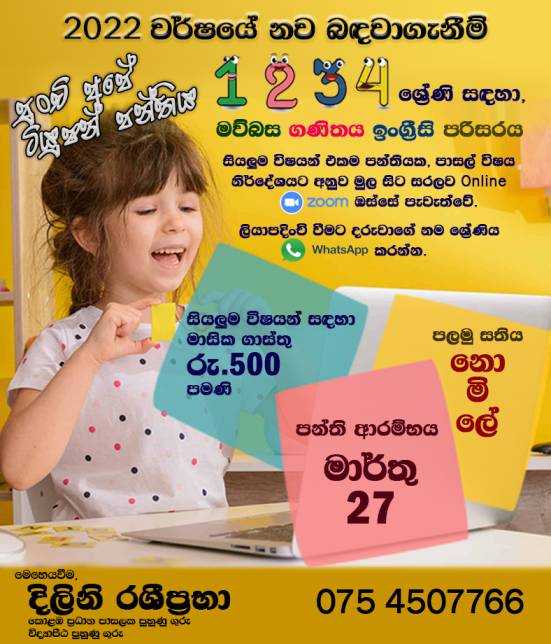 2022 වර්ෂයේ නව බඳවාගැනීම්
පුංචි අපේ
ටියුෂන් පන්තිය
1 2 3 4 ශ්‍රේණි සඳහා,
මව්බස ගණිතය ඉංග්‍රීසි පරිසරය
සියලුම විෂයන් එකම පන්තියක, පාසල් විෂය
නිර්දේශයට අනුව මුල සිට සරලව Online
zoom ඔස්සේ පැවැත්වේ.
ලියාපදිංචි වීමට දරුවාගේ නම ශ්‍රේණිය
WhatsApp කරන්න.
සියලුම විෂයන් සඳහා
මාසික ගාස්තු
රු.500
පමණි
පලමු සතිය
නො
මි
ලේ
පන්ති ආරම්භය
මාර්තු
27
මෙහෙයවීම,
දිලිනි රශීප්‍රභා
කොළඹ ප්‍රධාන පාසලක පුහුණු ගුරු
විද්‍යාපීඨ පුහුණු ගුරු
075 4507766